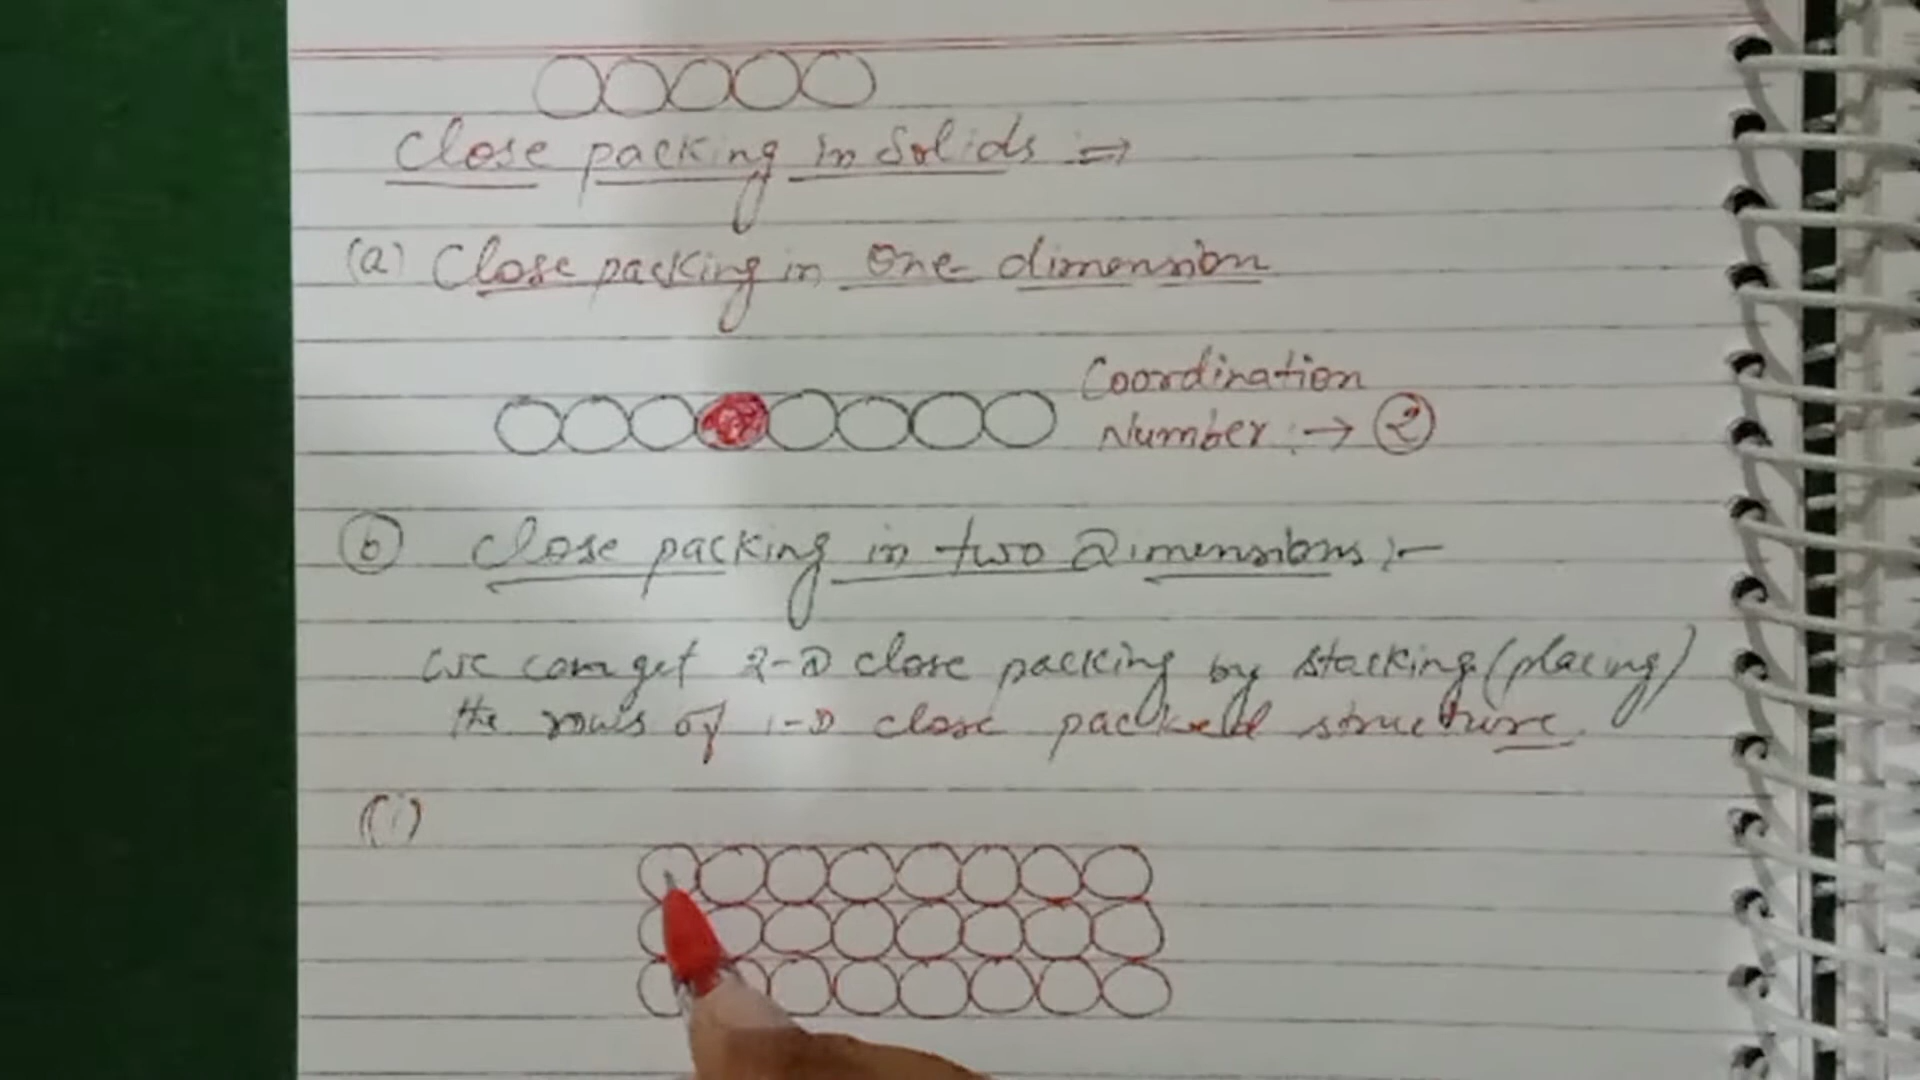 Close packing in Solids ⇒
(a) Close packing in One dimension
Coordination
Number :→ 2
(b) Close packing in two Dimensions :-
we can get 2-D close packing by stacking (placing)
the rows of 1-D close packed structure.
(i)